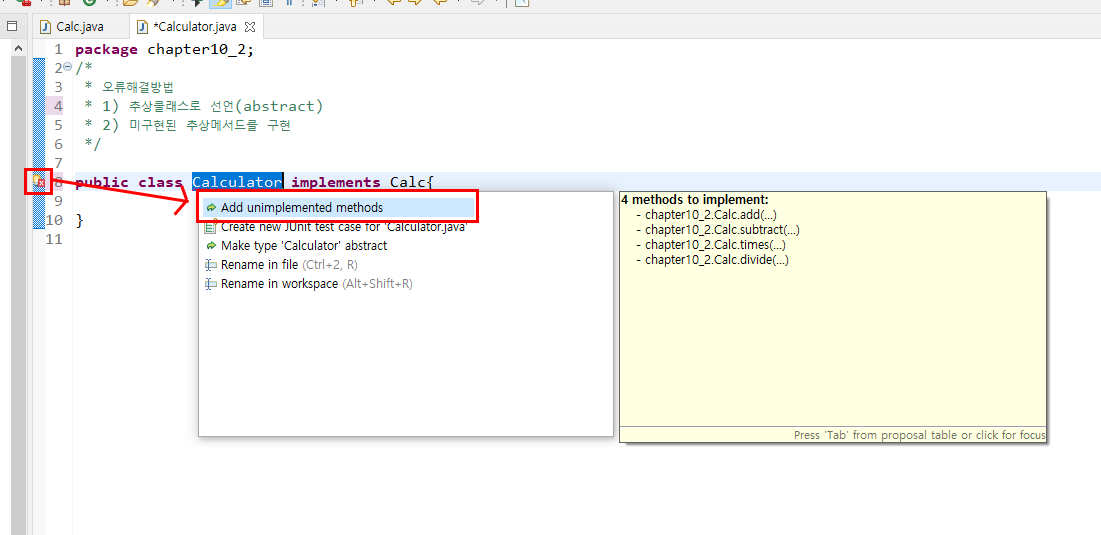 Calc.java
*Calculator.java
1 package chapter10_2;
2 /*
3 * 오류해결방법
4 * 1) 추상클래스로 선언(abstract)
5 * 2) 미구현된 추상메서드를 구현
6 */
7
8 public class Calculator implements Calc{
9
10 }
11
Add unimplemented methods
Create new JUnit test case for 'Calculator.java'
Make type 'Calculator' abstract
Rename in file (Ctrl+2, R)
Rename in workspace (Alt+Shift+R)
4 methods to implement:
- chapter10_2.Calc.add(...)
- chapter10_2.Calc.subtract(...)
- chapter10_2.Calc.times(...)
- chapter10_2.Calc.divide(...)
Press 'Tab' from proposal table or click for focus